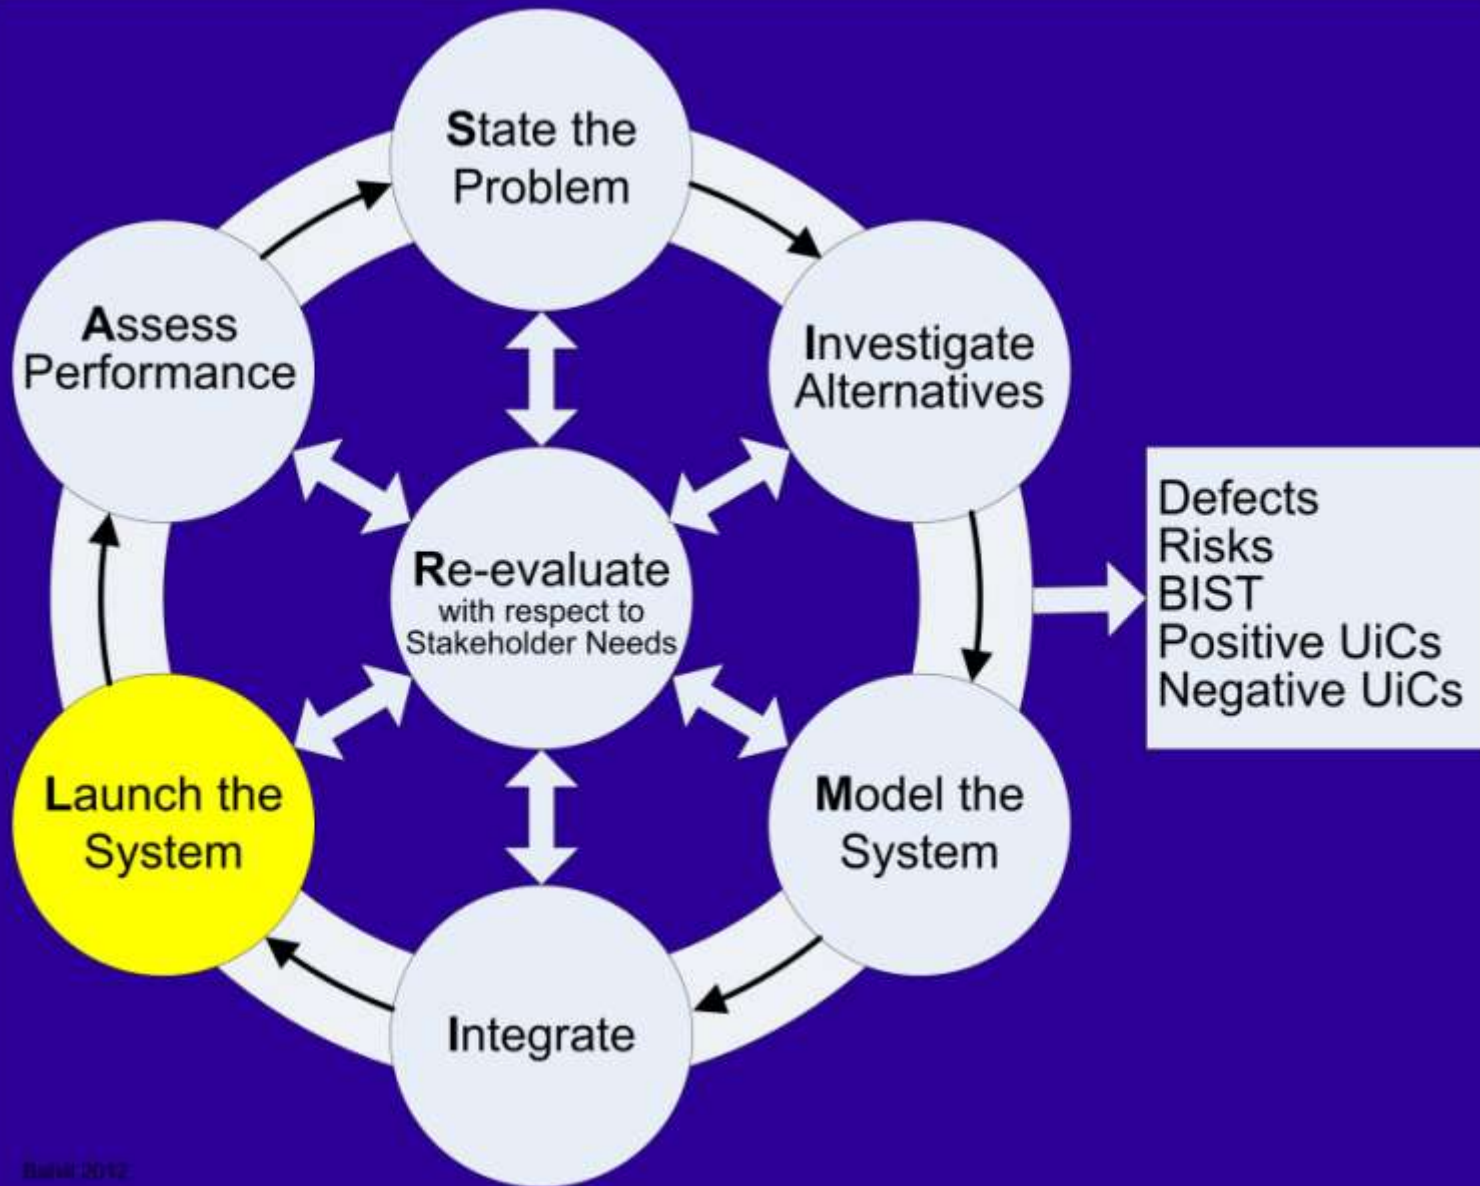 State the
Problem
Investigate
Alternatives
Model the
System
Integrate
Launch the
System
Assess
Performance
Re-evaluate
with respect to
Stakeholder Needs
Defects
Risks
BIST
Positive UiCs
Negative UiCs
2012